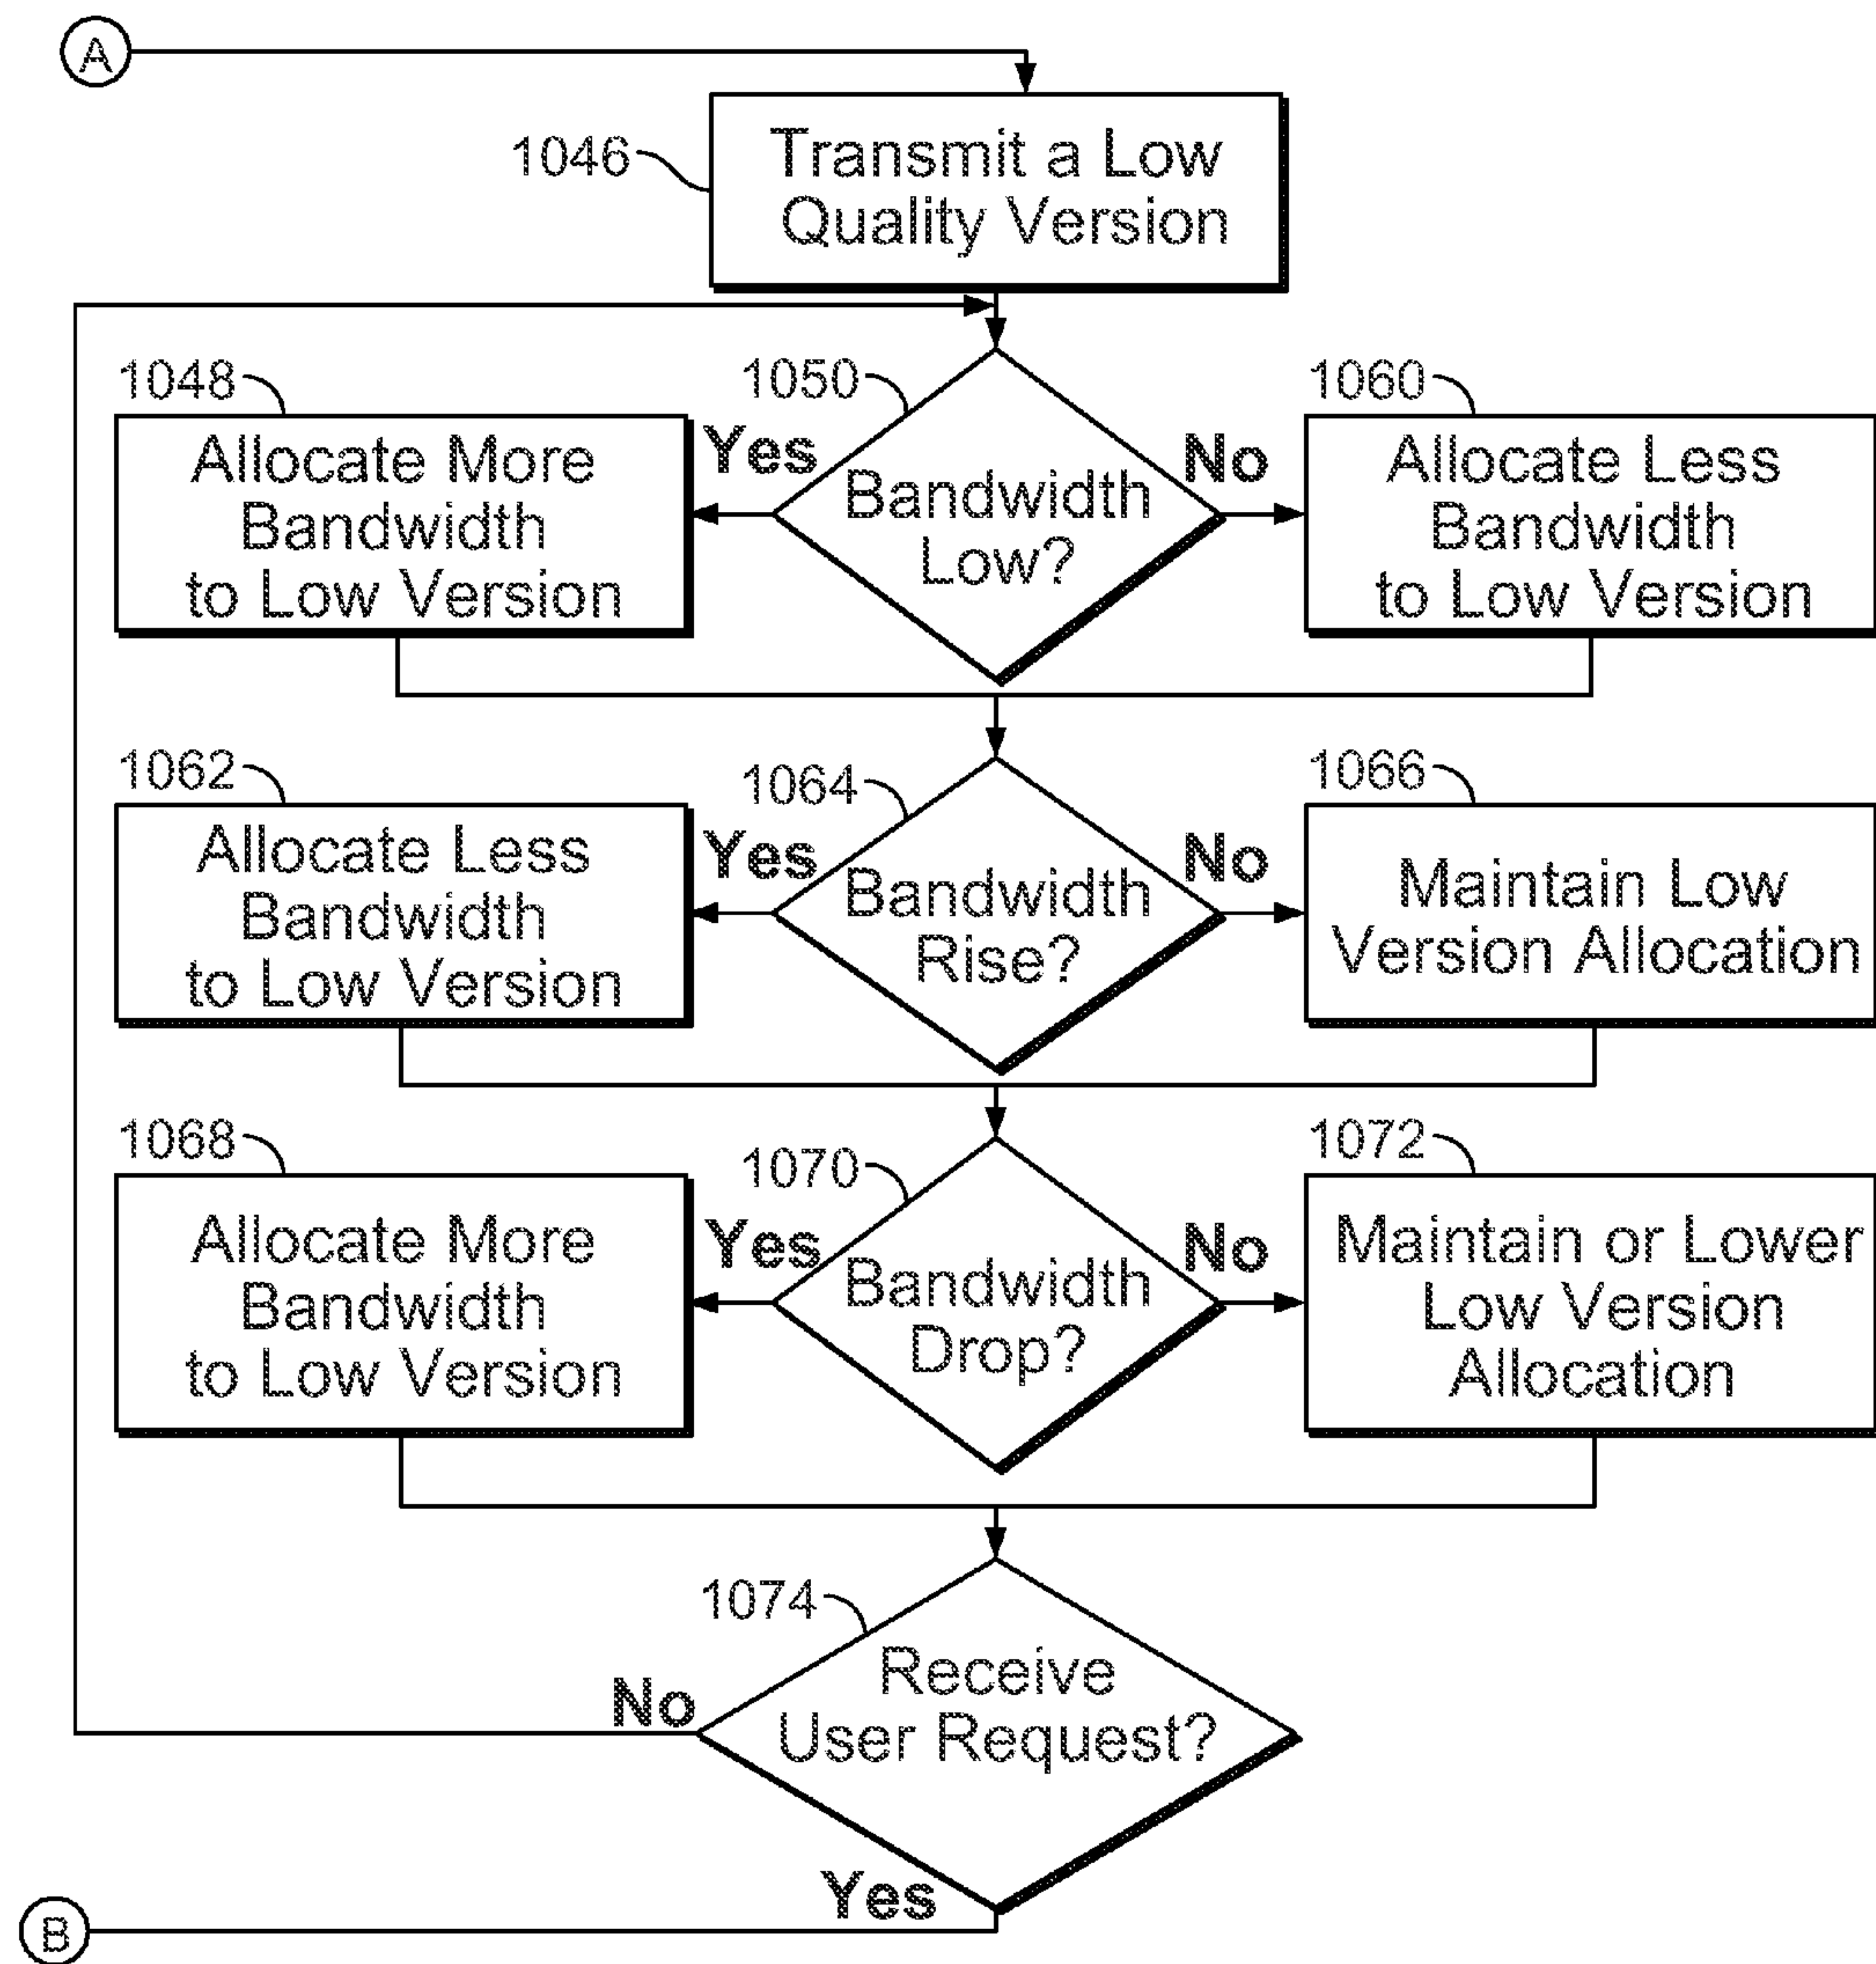 A
1046
Transmit a Low
Quality Version
1048
Allocate More
Bandwidth
to Low Version
Yes
1050
Bandwidth
Low?
No
1060
Allocate Less
Bandwidth
to Low Version
1062
Allocate Less
Bandwidth
to Low Version
Yes
1064
Bandwidth
Rise?
No
1066
Maintain Low
Version Allocation
1068
Allocate More
Bandwidth
to Low Version
Yes
1070
Bandwidth
Drop?
No
1072
Maintain or Lower
Low Version
Allocation
1074
Receive
User Request?
No
Yes
B